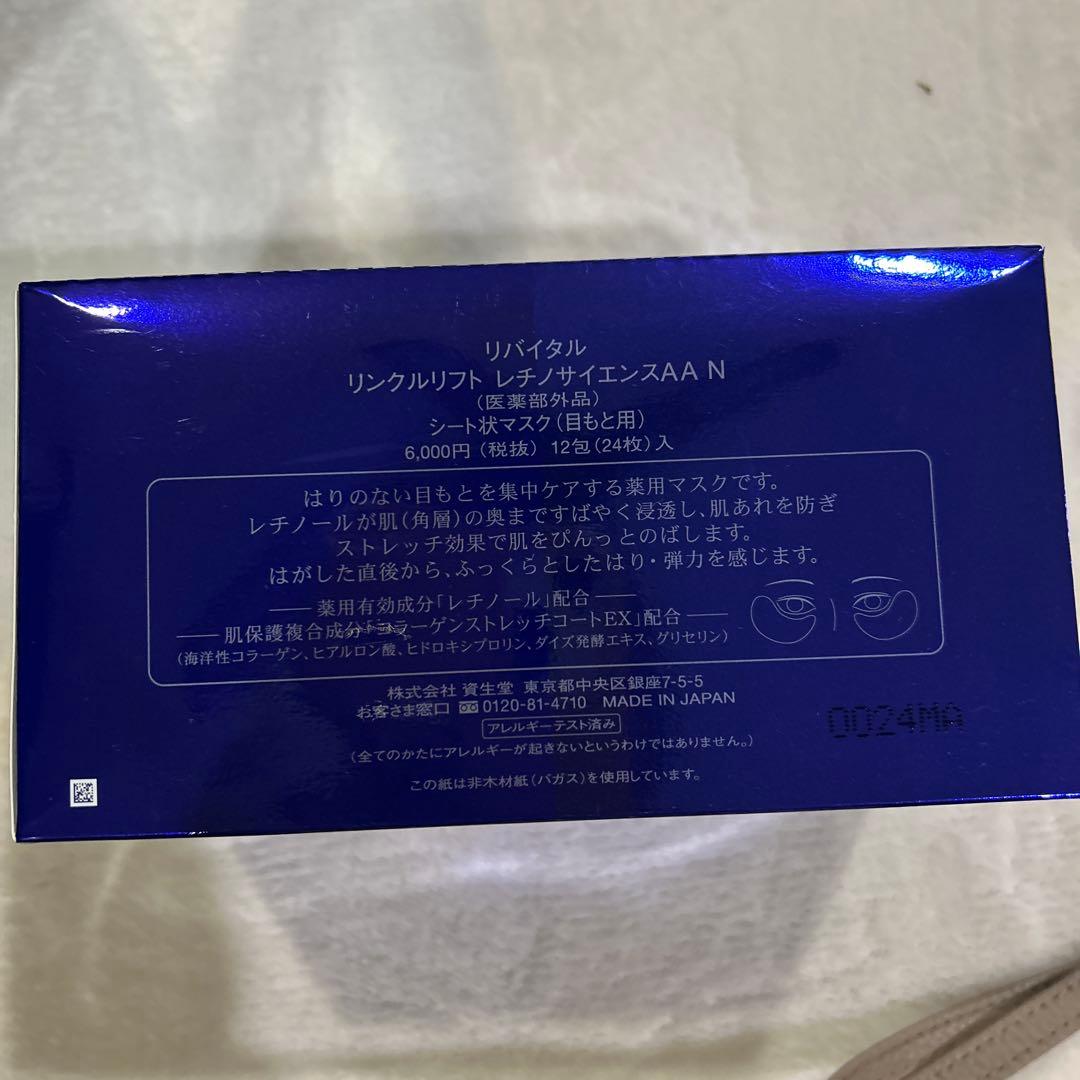 リバイタル
リンクルリフト レチノサイエンスAA N
(医薬部外品)
シート状マスク(目もと用)
6,000円(税抜) 12包(24枚)入
はりのない目もとを集中ケアする薬用マスクです。
レチノールが肌(角層)の奥まですばやく浸透し、肌あれを防ぎ
ストレッチ効果で肌をぴんっとのばします。
はがした直後から、ふっくらとしたはり・弾力を感じます。
薬用有効成分「レチノール」配合
肌保護複合成分「コラーゲンストレッチコートEX」配合
(海洋性コラーゲン、ヒアルロン酸、ヒドロキシプロリン、ダイズ発酵エキス、グリセリン)
株式会社 資生堂 東京都中央区銀座7-5-5
お客さま窓口 0120-81-4710 MADE IN JAPAN
アレルギーテスト済み
(全てのかたにアレルギーが起きないというわけではありません。)
この紙は非木材紙(バガス)を使用しています。
0024MA